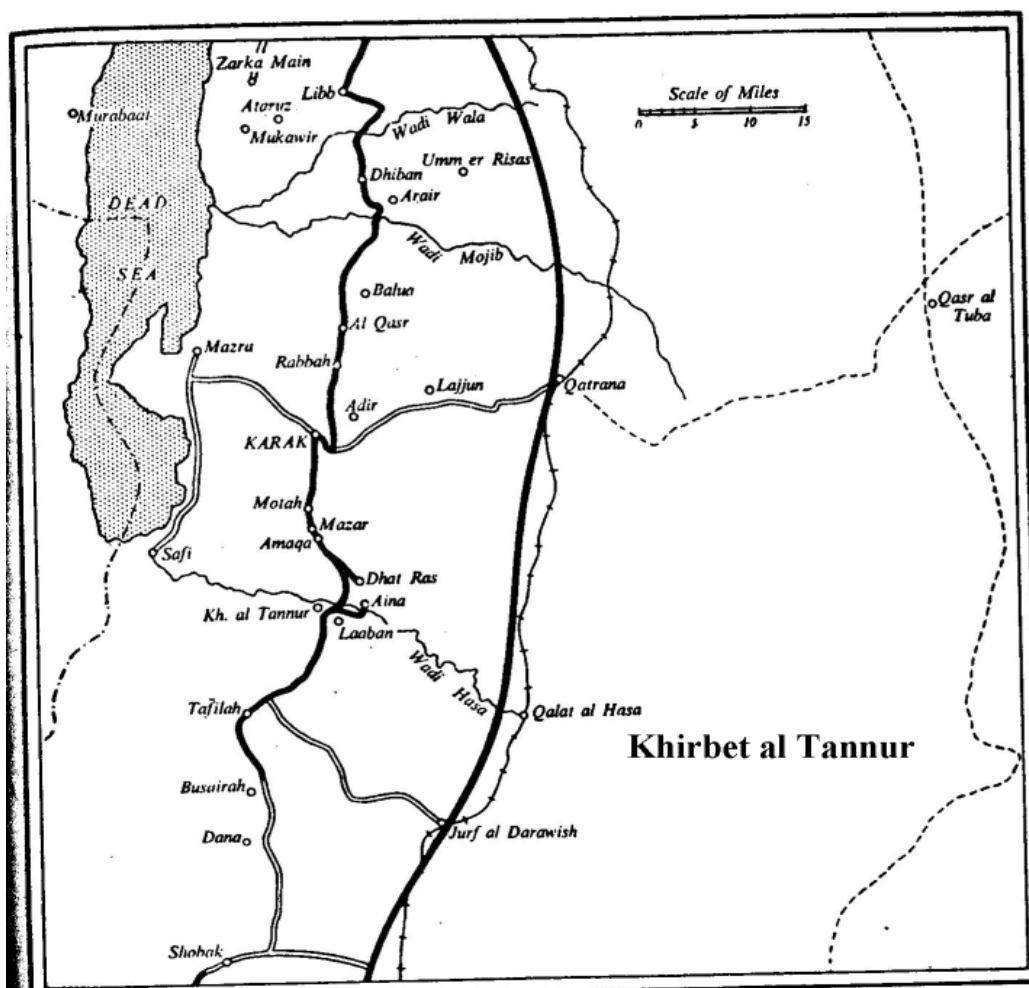 Zarka Main
Libb
Scale of Miles
0 5 10 15
Murabaat
Ataruz
Mukawir
Wadi Wala
Umm er Risas
Dhiban
Arair
DEAD
SEA
Wadi Mojib
Balua
Qasr al
Tuba
Al Qasr
Mazra
Rabbah
Lajjun
Qatrana
Adir
KARAK
Motah
Mazar
Amaqa
Safi
Dhat Ras
Aina
Kh. al Tannur
Laaban
Wadi Hasa
Tafilah
Qalat al Hasa
Khirbet al Tannur
Busairah
Jurf al Darawish
Dana
Shobak